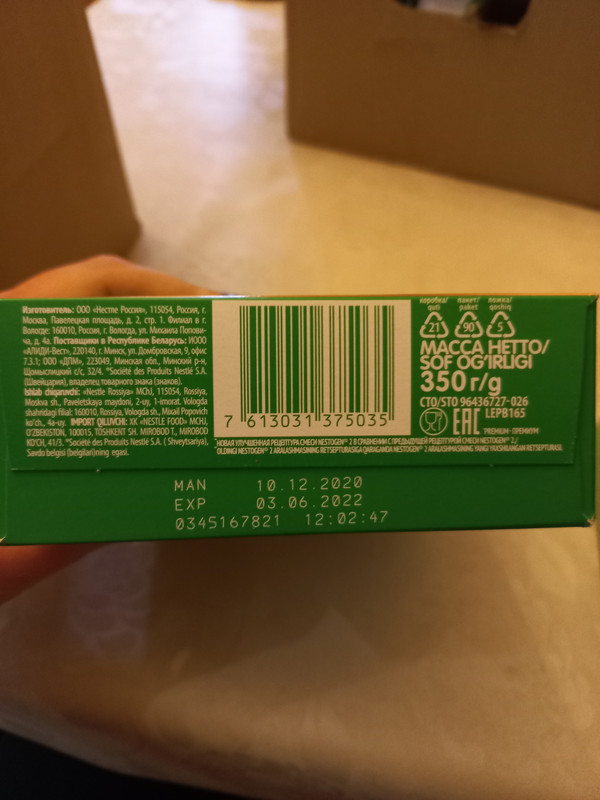 Изготовитель: ООО «Нестле Россия», 115054, Россия, г.
Москва, Павелецкая площадь, д. 2, стр. 1. Филиал в г.
Вологде: 160010, Россия, г. Вологда, ул. Михаила Попови-
ча, д. 4а. Поставщики в Республике Беларусь: ИООО
«АЛИДИ-Вест», 220140, г. Минск, ул. Домбровская, 9, офис
7.3.1; ООО «ДПМ», 223049, Минская обл., Минский р-н,
Щомыслицкий с/с, 32/4. ®Société des Produits Nestlé S.A.
(Швейцария), владелец товарного знака (знаков).
Ishlab chiqaruvchi: «Nestle Rossiya» MChJ, 115054, Rossiya,
Moskva sh., Paveletskaya maydoni, 2-uy, 1-imorat. Vologda
shahridagi filial: 160010, Rossiya, Vologda sh., Mixail Popovich
ko'ch., 4a-uy. IMPORT QILUVCHI: XK «NESTLE FOOD» MCHJ,
O'ZBEKISTON, 100015, TOSHKENT SH. MIROBOD T., MIROBOD
KO'CH, 41/3. ®Société des Produits Nestlé S.A. (Shveytsariya),
Savdo belgisi (belgilari)ning egasi.
7 613031 375035
коробка/ пакет/ ложка/
quti paket qoshiq
21 90 5
МАССА НЕТТО/
SOF OG'IRLIGI
350 г/g
СТО/STO 96436727-026
EAC LEPB165
*PREMIUM - ПРЕМИУМ
НОВАЯ УЛУЧШЕННАЯ РЕЦЕПТУРА СМЕСИ NESTOGEN® 2 В СРАВНЕНИИ С ПРЕДЫДУЩЕЙ РЕЦЕПТУРОЙ СМЕСИ NESTOGEN® 2./
OLDINGI NESTOGEN® 2 ARALASHMASINING RETSEPTURASIGA QARAGANDA NESTOGEN® 2 ARALASHMASINING YANGI YAXSHILANGAN RETSEPTURASI.
MAN 10.12.2020
EXP 03.06.2022
0345167821 12:02:47